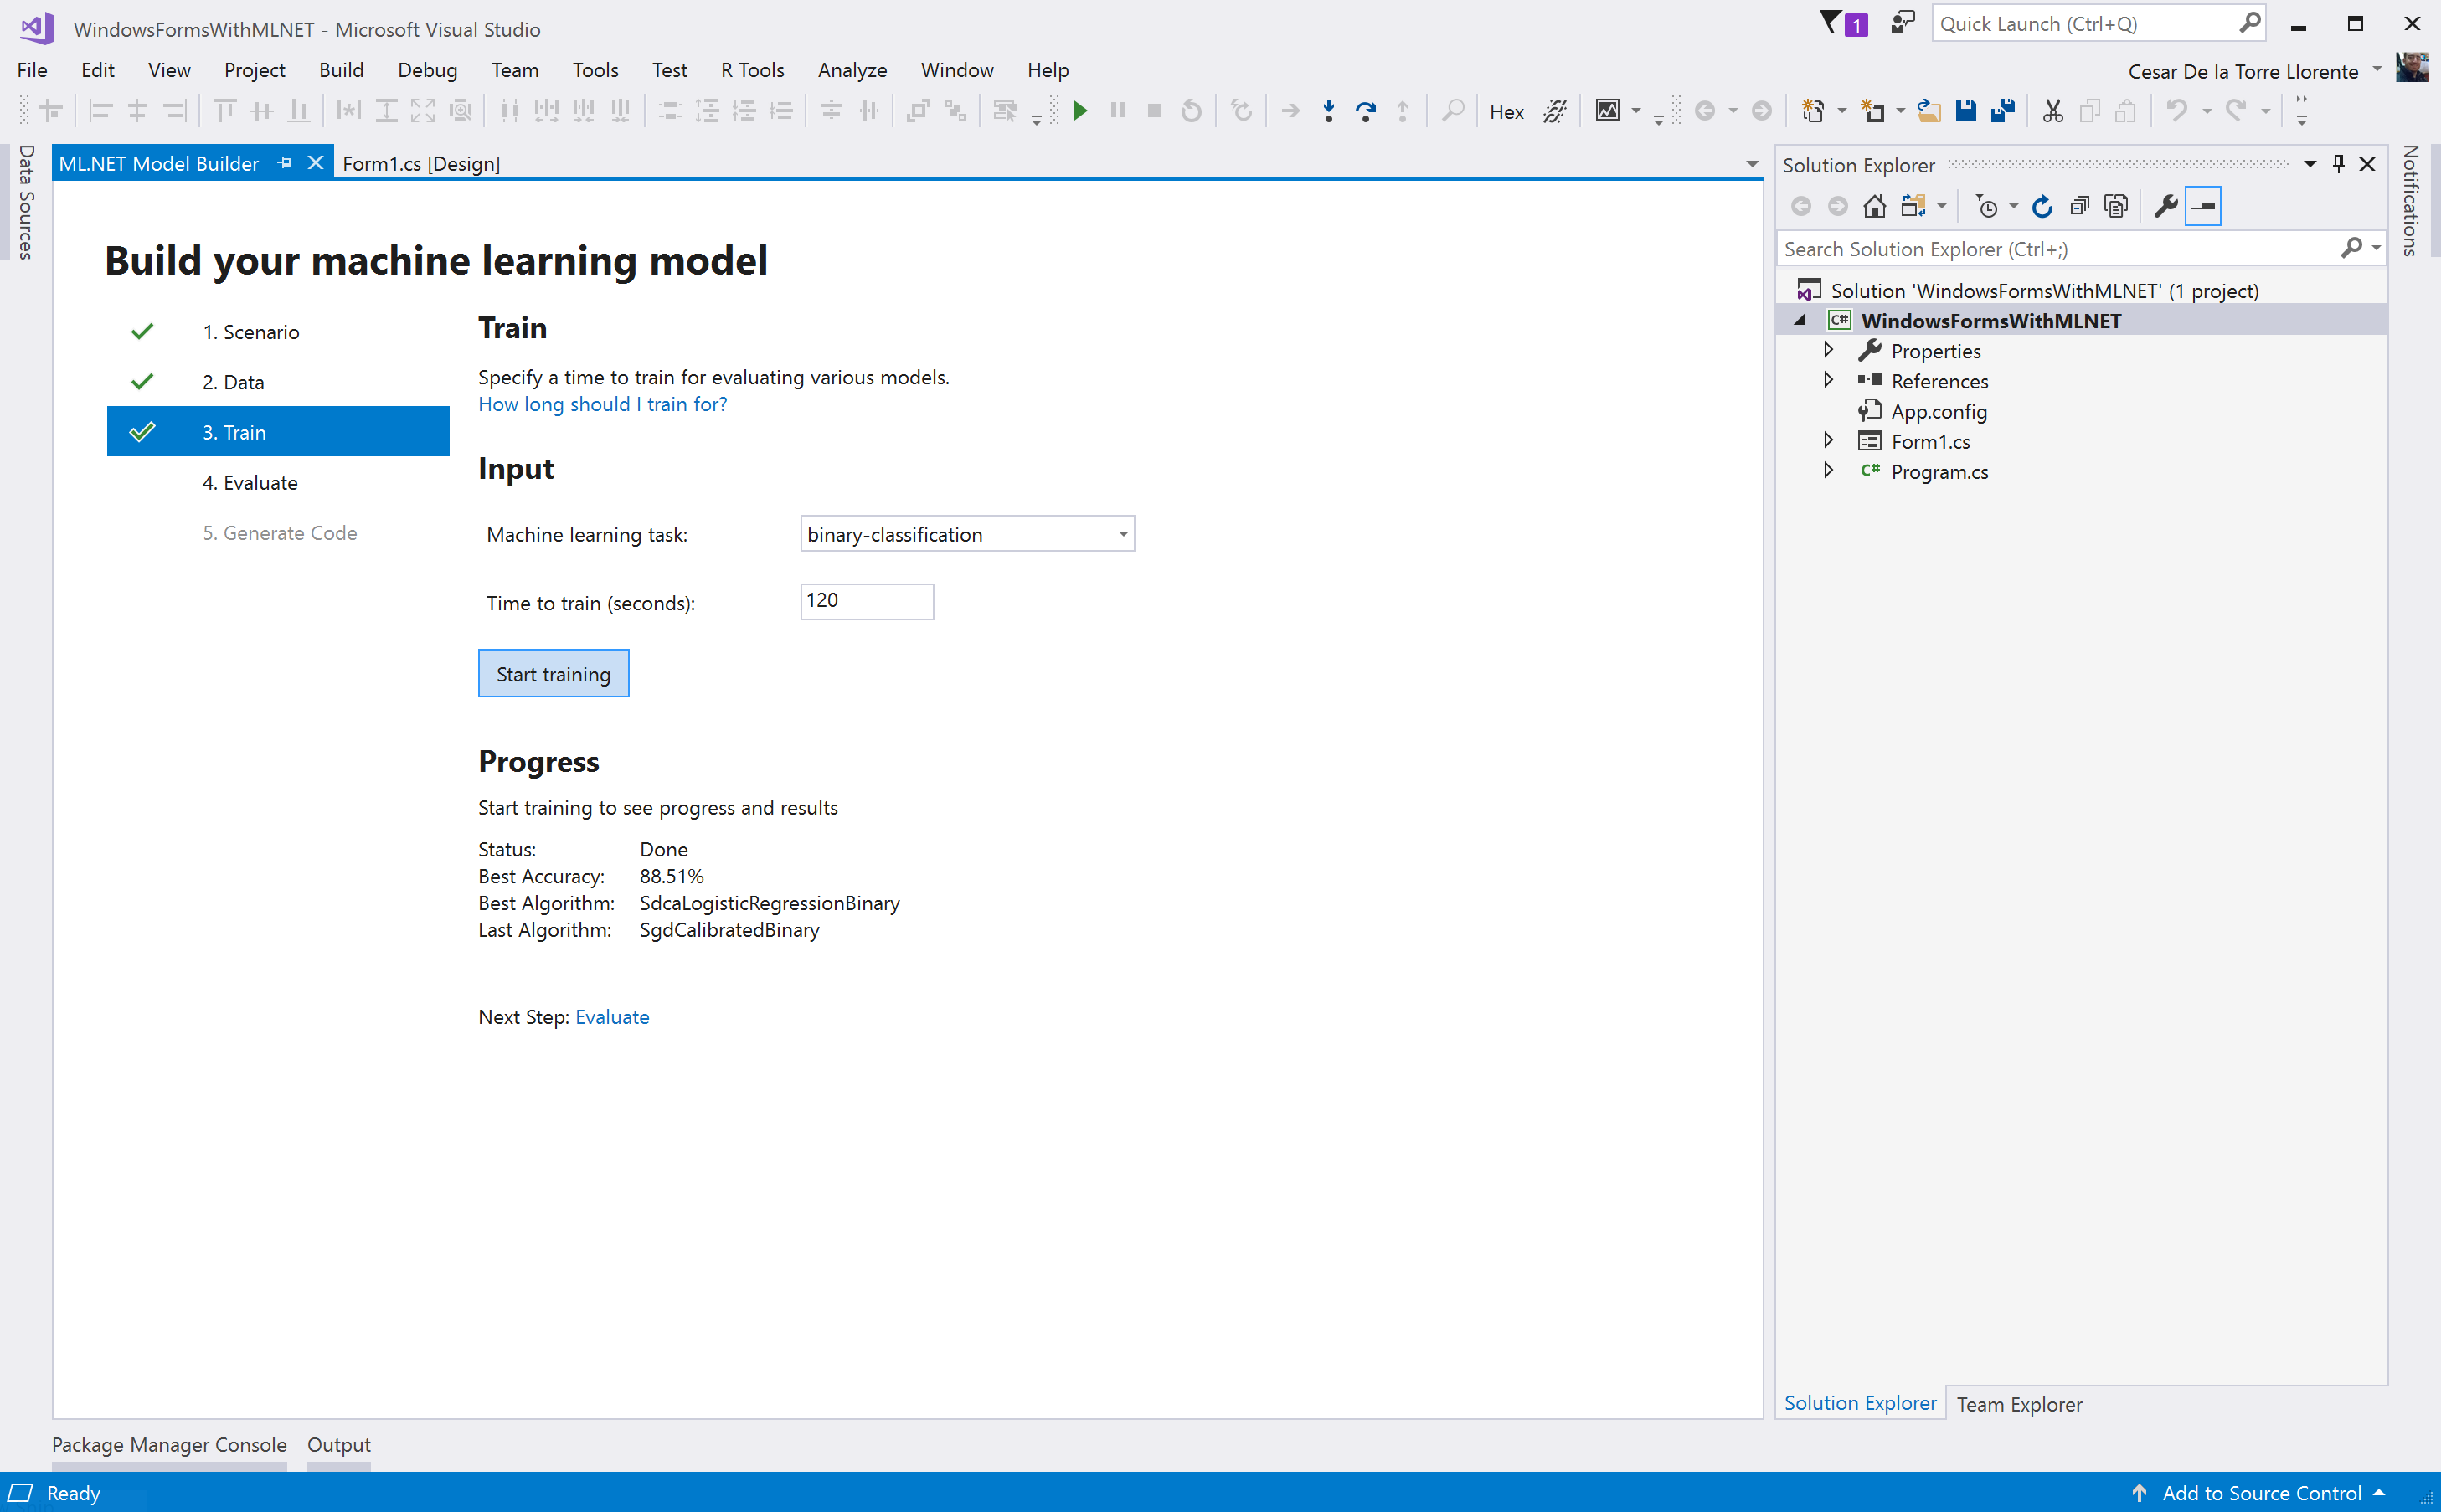 WindowsFormsWithMLNET - Microsoft Visual Studio
1
Quick Launch (Ctrl+Q)
File Edit View Project Build Debug Team Tools Test R Tools Analyze Window Help
Cesar De la Torre Llorente
Hex
Data Sources
ML.NET Model Builder
Form1.cs [Design]
Build your machine learning model
1. Scenario
2. Data
3. Train
4. Evaluate
5. Generate Code
Train
Specify a time to train for evaluating various models.
How long should I train for?
Input
Machine learning task: binary-classification
Time to train (seconds): 120
Start training
Progress
Start training to see progress and results
Status: Done
Best Accuracy: 88.51%
Best Algorithm: SdcaLogisticRegressionBinary
Last Algorithm: SgdCalibratedBinary
Next Step: Evaluate
Solution Explorer
Search Solution Explorer (Ctrl+;)
Solution 'WindowsFormsWithMLNET' (1 project)
C# WindowsFormsWithMLNET
Properties
References
App.config
Form1.cs
C# Program.cs
Solution Explorer Team Explorer
Notifications
Package Manager Console Output
Ready
Add to Source Control